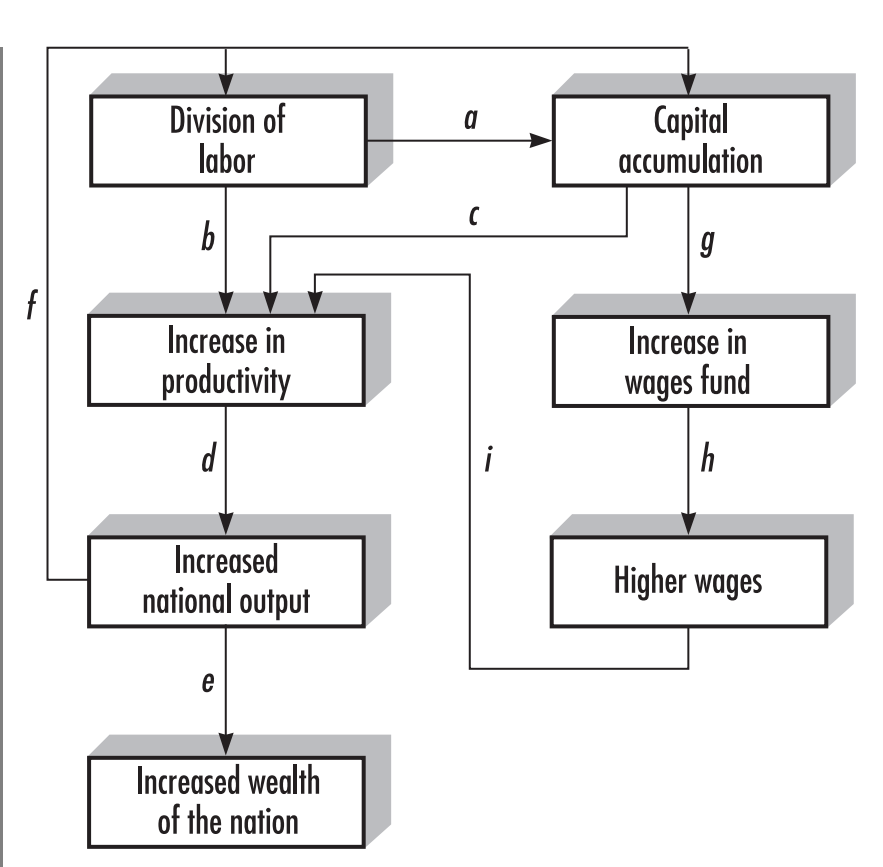 Division of
labor
a
Capital
accumulation
b
c
g
f
Increase in
productivity
Increase in
wages fund
d
i
h
Increased
national output
Higher wages
e
Increased wealth
of the nation